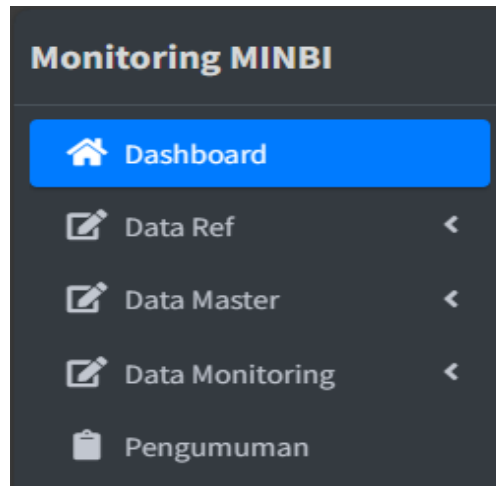 Monitoring MINBI
Dashboard
Data Ref
Data Master
Data Monitoring
Pengumuman